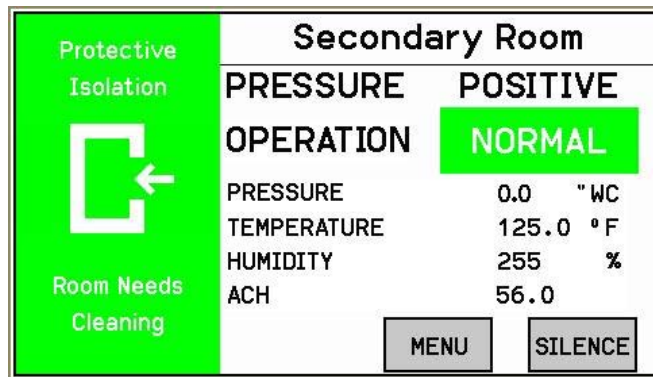 Protective
Isolation
Room Needs
Cleaning
Secondary Room
PRESSURE POSITIVE
OPERATION NORMAL
PRESSURE 0.0 "WC
TEMPERATURE 125.0 °F
HUMIDITY 255 %
ACH 56.0
MENU SILENCE